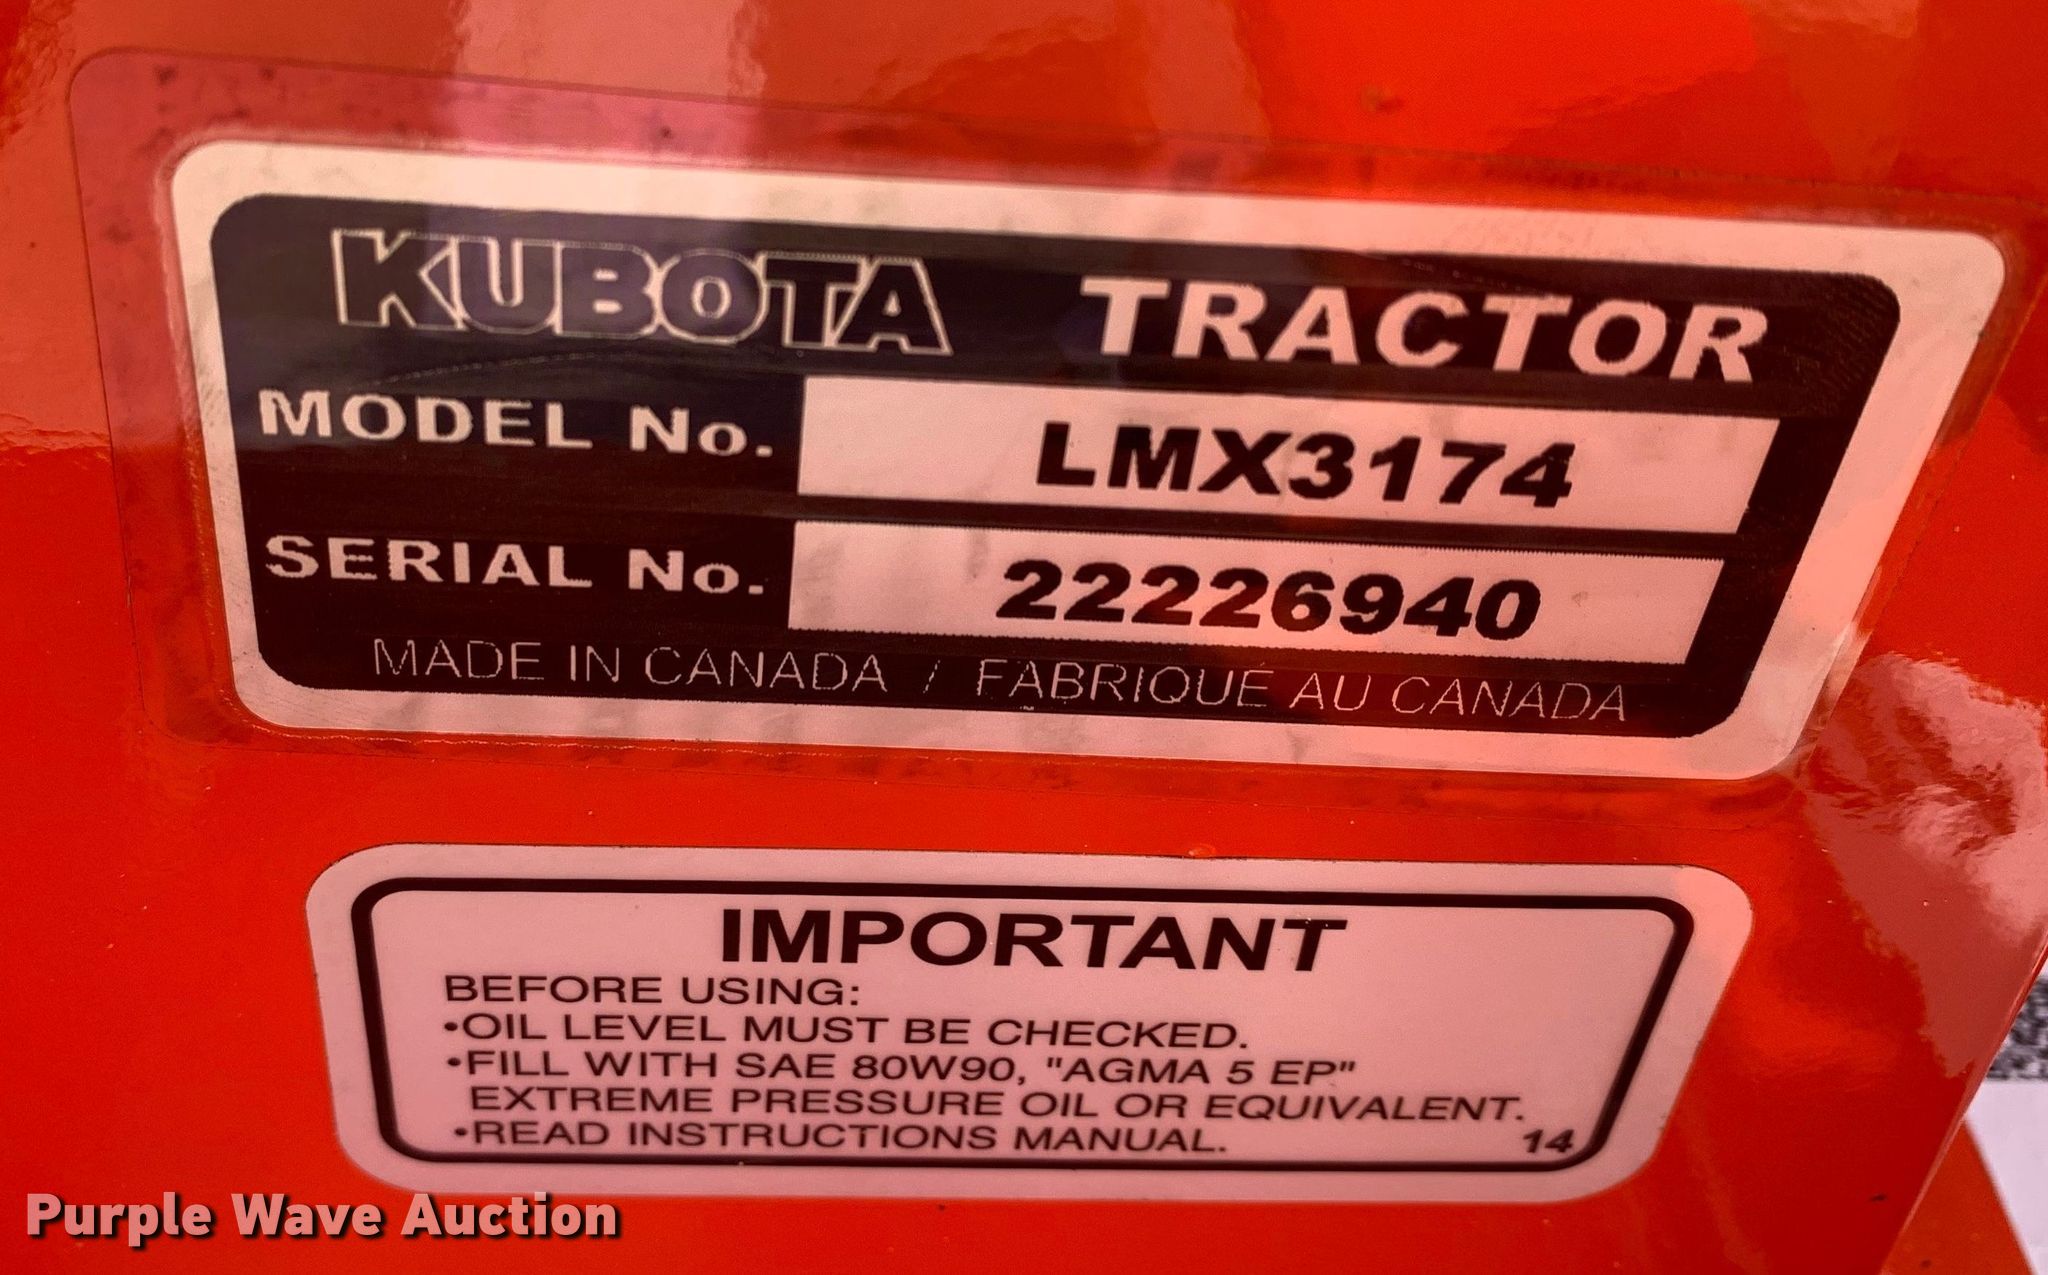 KUBOTA TRACTOR
MODEL No. LMX3174
SERIAL No. 22226940
MADE IN CANADA / FABRIQUÉ AU CANADA
IMPORTANT
BEFORE USING:
•OIL LEVEL MUST BE CHECKED.
•FILL WITH SAE 80W90, "AGMA 5 EP"
EXTREME PRESSURE OIL OR EQUIVALENT.
•READ INSTRUCTIONS MANUAL. 14
Purple Wave Auction